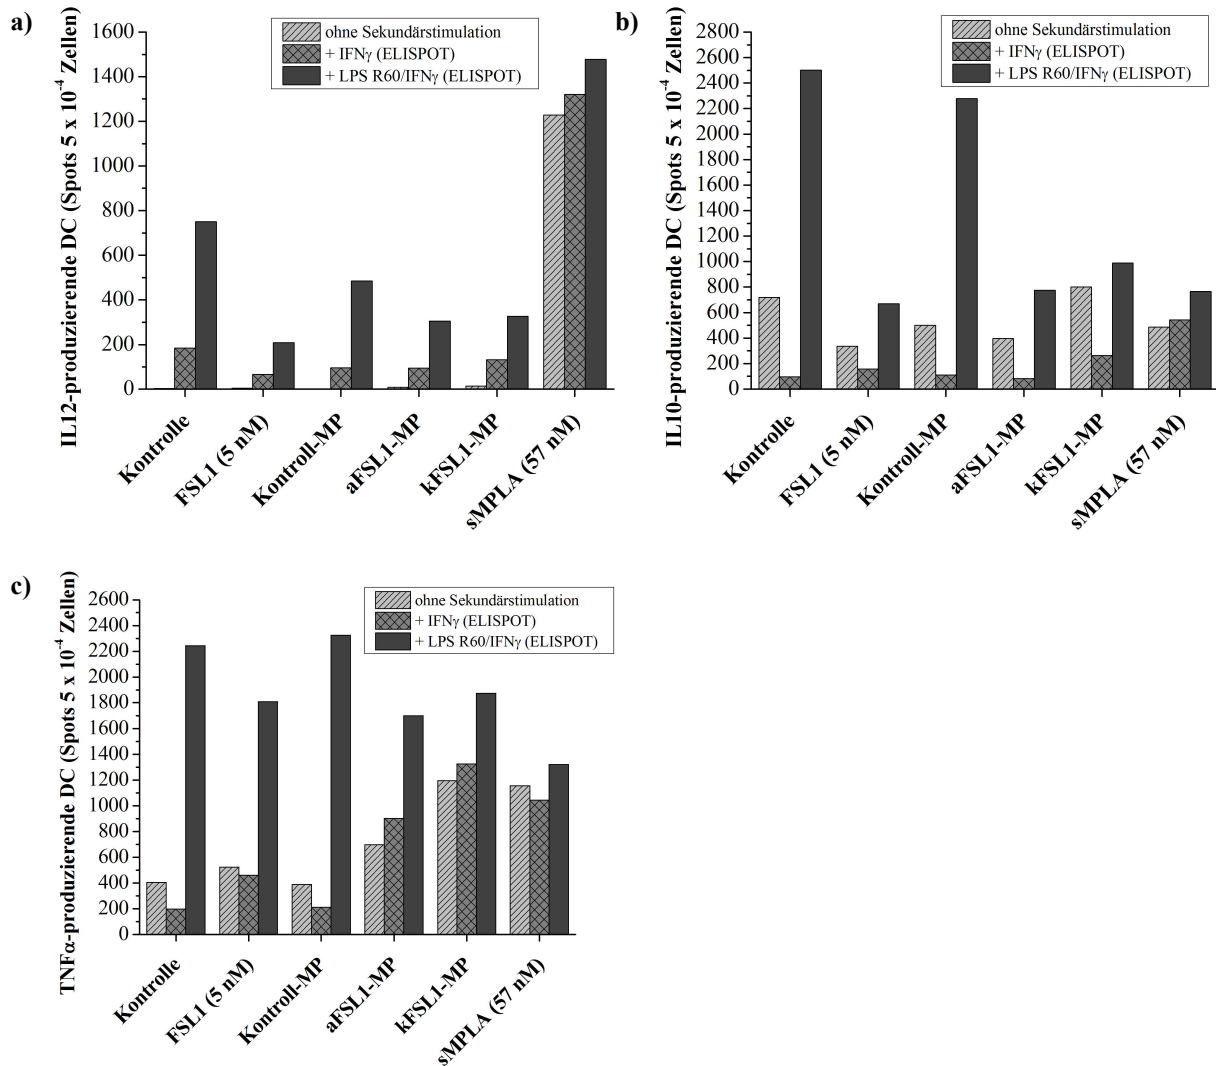 a)
IL12-produzierende DC (Spots 5 x 10⁻⁴ Zellen)
1600
1400
1200
1000
800
600
400
200
0
ohne Sekundärstimulation
+ IFNγ (ELISPOT)
+ LPS R60/IFNγ (ELISPOT)
Kontrolle
FSL1 (5 nM)
Kontroll-MP
aFSL1-MP
kFSL1-MP
sMPLA (57 nM)
b)
IL10-produzierende DC (Spots 5 x 10⁻⁴ Zellen)
2800
2600
2400
2200
2000
1800
1600
1400
1200
1000
800
600
400
200
0
ohne Sekundärstimulation
+ IFNγ (ELISPOT)
+ LPS R60/IFNγ (ELISPOT)
Kontrolle
FSL1 (5 nM)
Kontroll-MP
aFSL1-MP
kFSL1-MP
sMPLA (57 nM)
c)
TNFα-produzierende DC (Spots 5 x 10⁻⁴ Zellen)
2600
2400
2200
2000
1800
1600
1400
1200
1000
800
600
400
200
0
ohne Sekundärstimulation
+ IFNγ (ELISPOT)
+ LPS R60/IFNγ (ELISPOT)
Kontrolle
FSL1 (5 nM)
Kontroll-MP
aFSL1-MP
kFSL1-MP
sMPLA (57 nM)